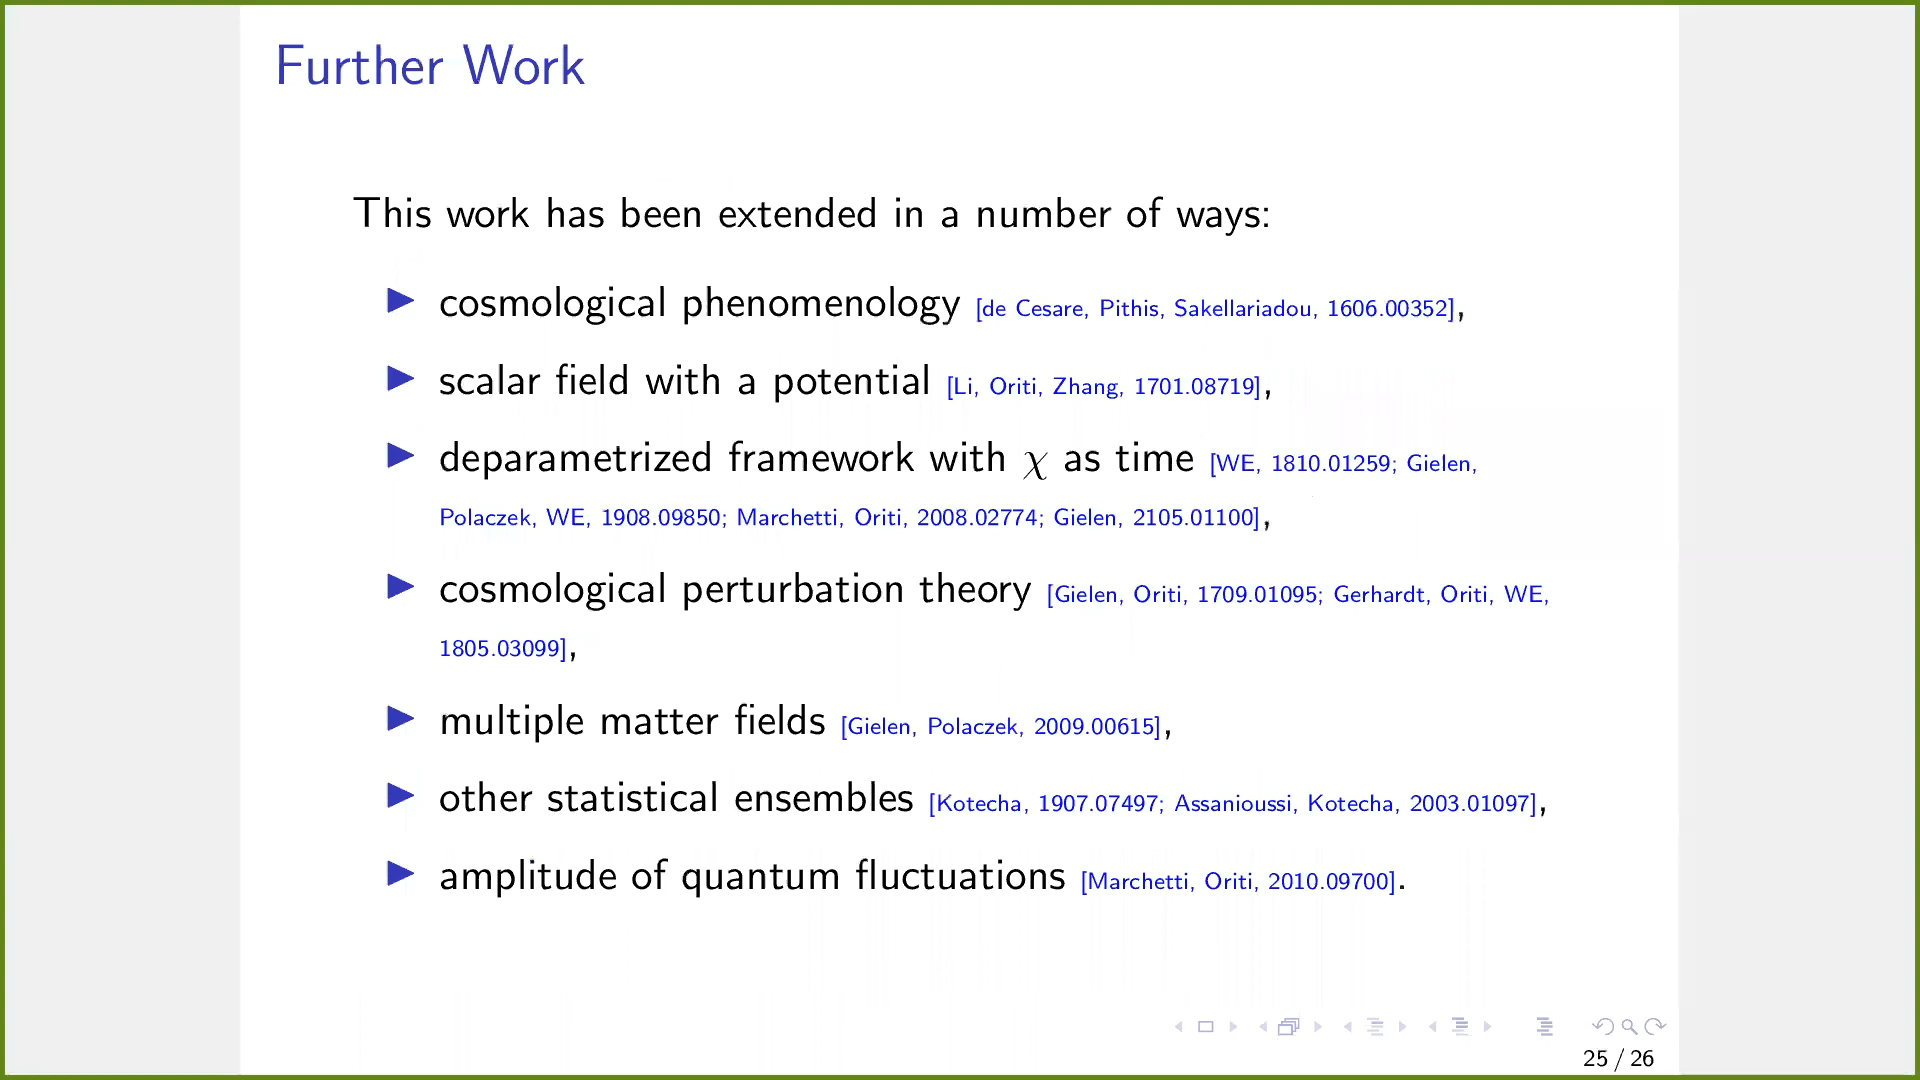 Further Work
This work has been extended in a number of ways:
cosmological phenomenology [de Cesare, Pithis, Sakellariadou, 1606.00352],
scalar field with a potential [Li, Oriti, Zhang, 1701.08719],
deparametrized framework with χ as time [WE, 1810.01259; Gielen,
Polaczek, WE, 1908.09850; Marchetti, Oriti, 2008.02774; Gielen, 2105.01100],
cosmological perturbation theory [Gielen, Oriti, 1709.01095; Gerhardt, Oriti, WE,
1805.03099],
multiple matter fields [Gielen, Polaczek, 2009.00615],
other statistical ensembles [Kotecha, 1907.07497; Assanioussi, Kotecha, 2003.01097],
amplitude of quantum fluctuations [Marchetti, Oriti, 2010.09700].
25 / 26